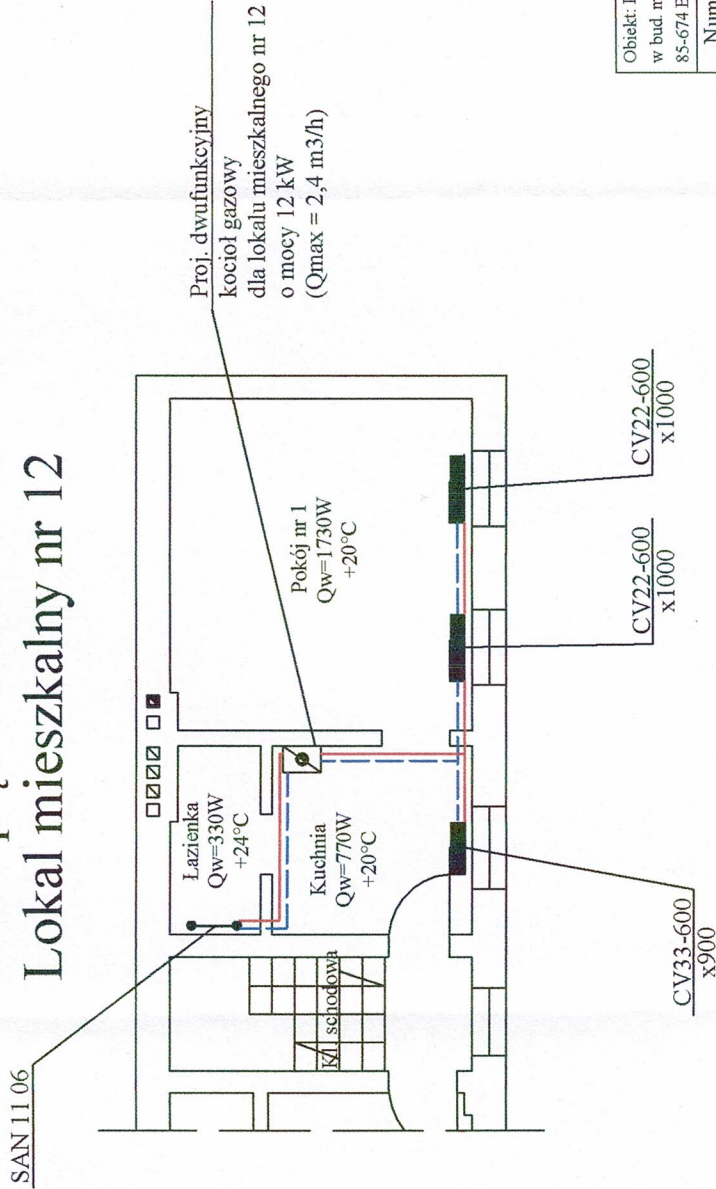 Lokal mieszkalny nr 12
SAN 11 06
Proj. dwufunkcyjny
kocioł gazowy
dla lokalu mieszkalnego nr 12
o mocy 12 kW
(Qmax = 2,4 m3/h)
Łazienka
Qw=330W
+24°C
Pokój nr 1
Qw=1730W
+20°C
Kuchnia
Qw=770W
+20°C
Kl. schodowa
CV33-600
x900
CV22-600
x1000
CV22-600
x1000
Obiekt:
w bud.
85-674